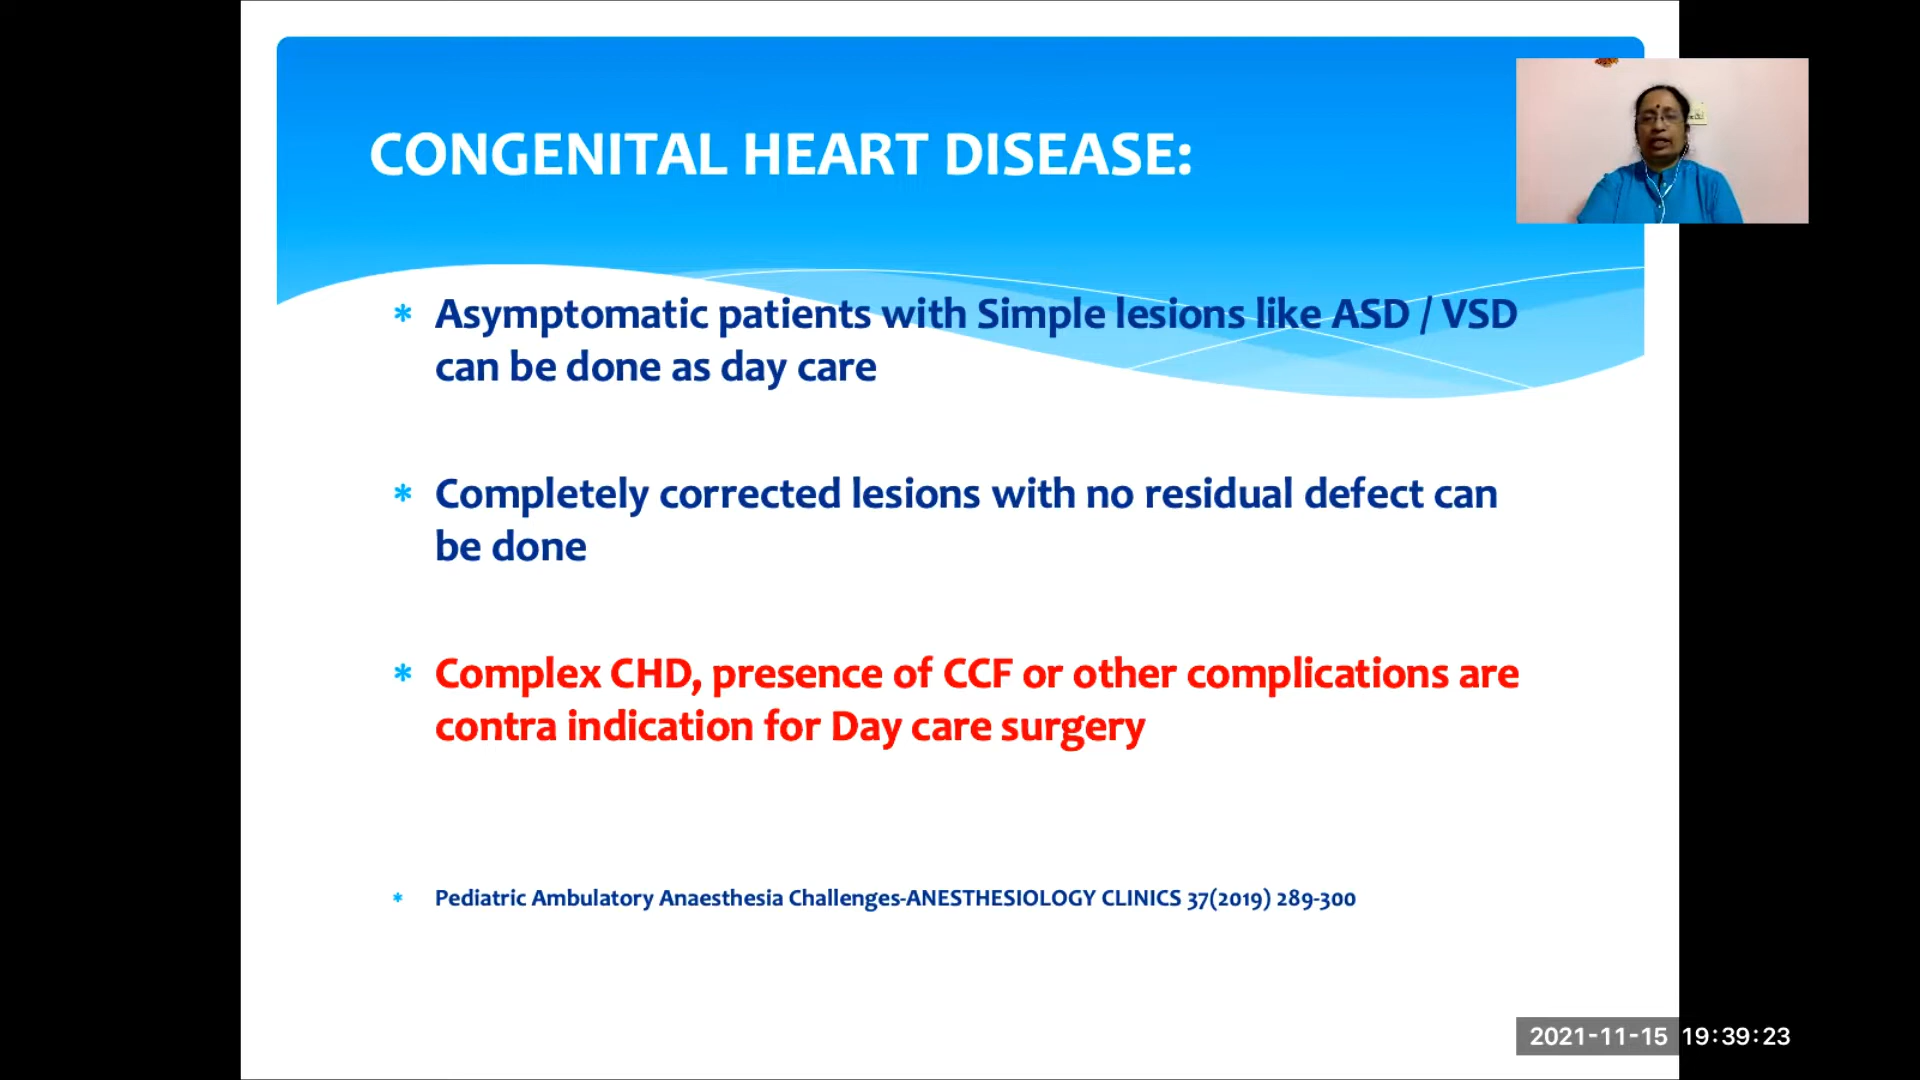 CONGENITAL HEART DISEASE:
* Asymptomatic patients with Simple lesions like ASD / VSD
can be done as day care
* Completely corrected lesions with no residual defect can
be done
* Complex CHD, presence of CCF or other complications are
contra indication for Day care surgery
* Pediatric Ambulatory Anaesthesia Challenges-ANESTHESIOLOGY CLINICS 37(2019) 289-300
2021-11-15 19:39:23